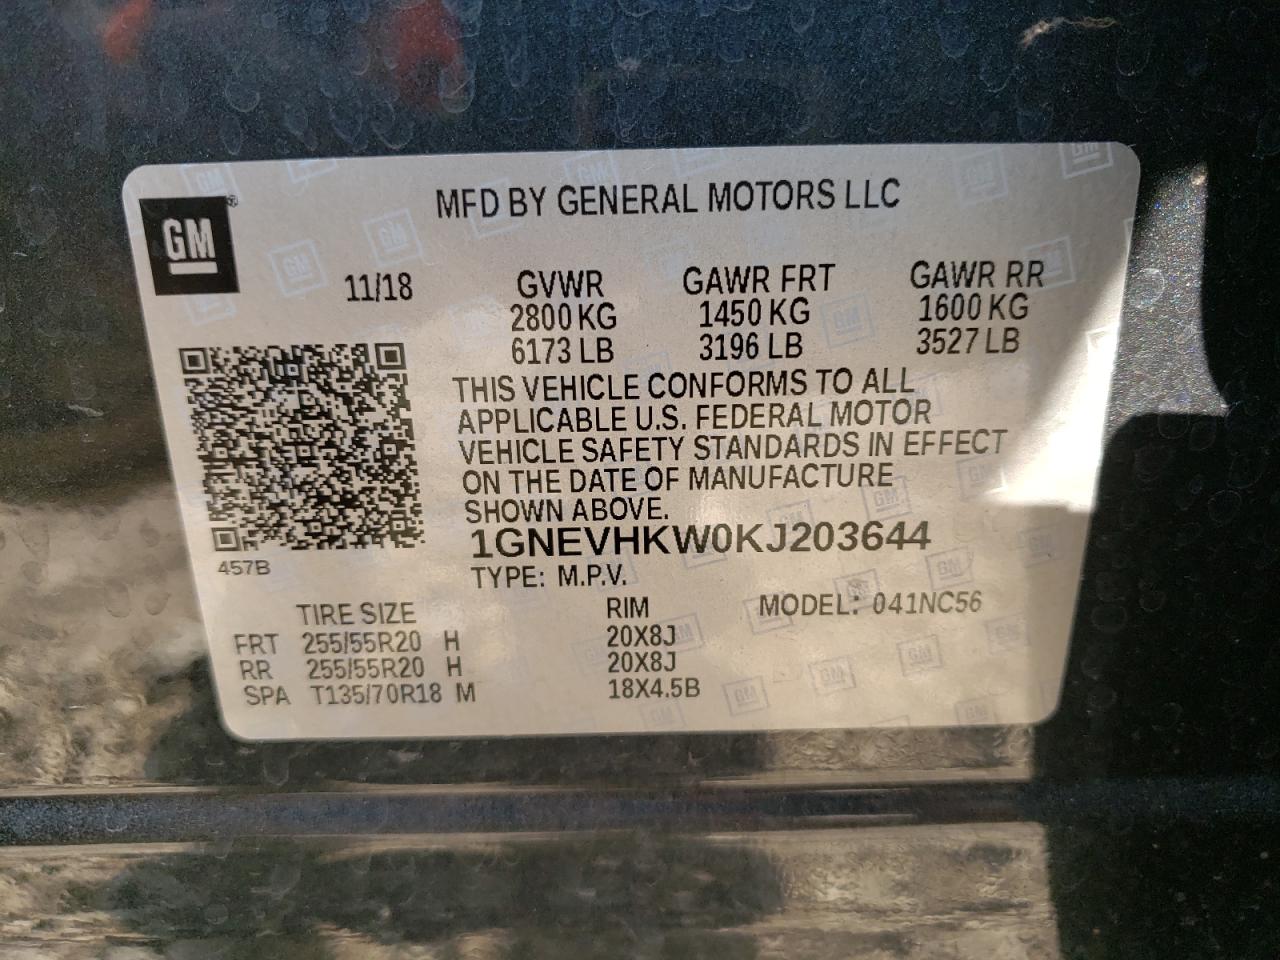 MFD BY GENERAL MOTORS LLC
GM®
11/18 GVWR GAWR FRT GAWR RR
2800 KG 1450 KG 1600 KG
6173 LB 3196 LB 3527 LB
THIS VEHICLE CONFORMS TO ALL
APPLICABLE U.S. FEDERAL MOTOR
VEHICLE SAFETY STANDARDS IN EFFECT
ON THE DATE OF MANUFACTURE
SHOWN ABOVE.
1GNEVHKW0KJ203644
457B
TYPE: M.P.V.
TIRE SIZE RIM MODEL: 041NC56
FRT 255/55R20 H 20X8J
RR 255/55R20 H 20X8J
SPA T135/70R18 M 18X4.5B